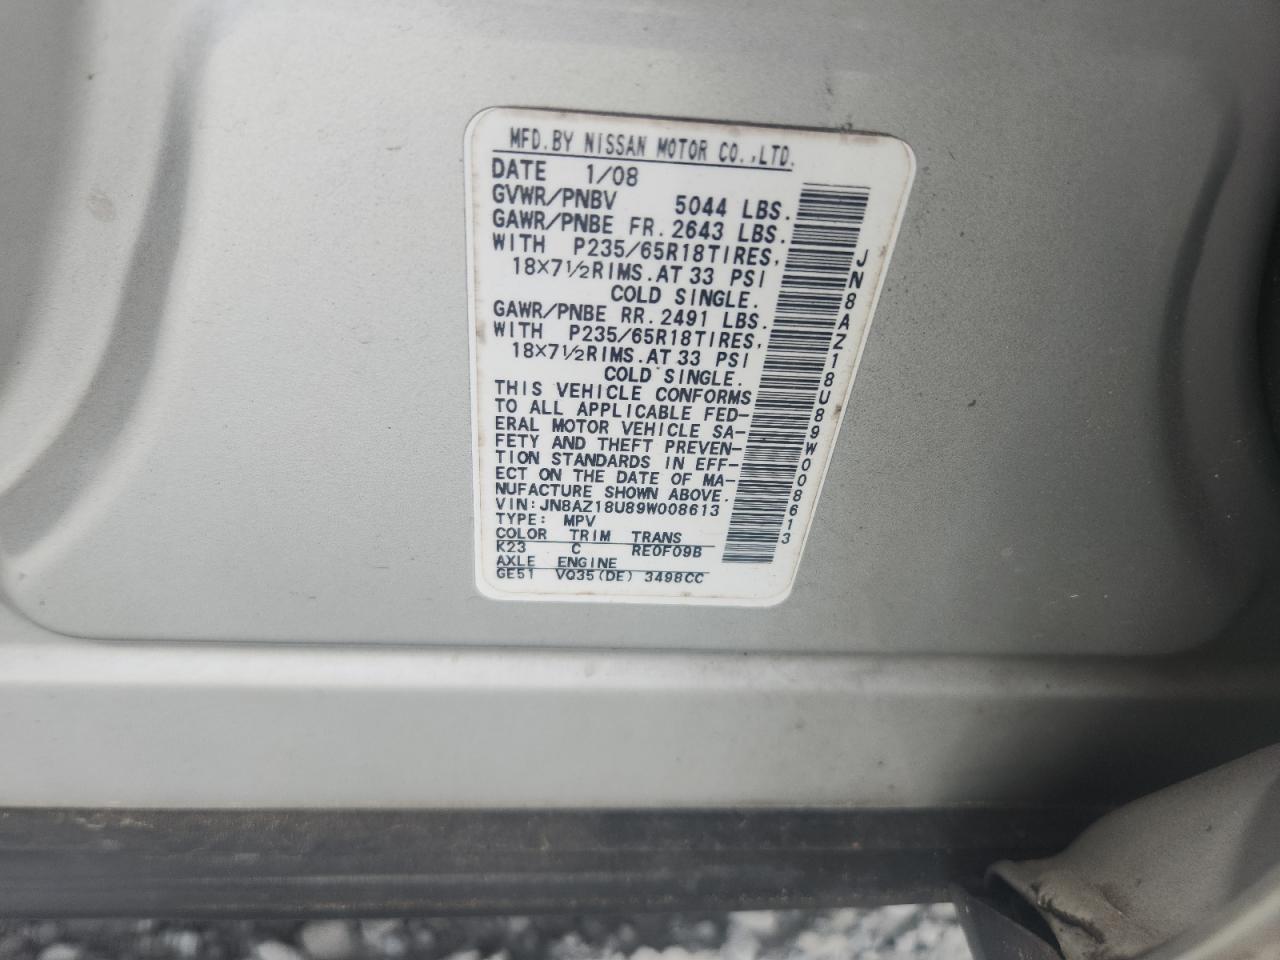 MFD.BY NISSAN MOTOR CO.,LTD.
DATE 1/08
GVWR/PNBV 5044 LBS.
GAWR/PNBE FR.2643 LBS.
WITH P235/65R18TIRES,
18×7½RIMS.AT 33 PSI
COLD SINGLE.
GAWR/PNBE RR.2491 LBS.
WITH P235/65R18TIRES,
18×7½RIMS.AT 33 PSI
COLD SINGLE.
THIS VEHICLE CONFORMS
TO ALL APPLICABLE FED-
ERAL MOTOR VEHICLE SA-
FETY AND THEFT PREVEN-
TION STANDARDS IN EFF-
ECT ON THE DATE OF MA-
NUFACTURE SHOWN ABOVE.
VIN:JN8AZ18U89W008613
TYPE: MPV
COLOR TRIM TRANS
K23 C RE0F09B
AXLE ENGINE
GE51 VQ35(DE) 3498CC
JN8AZ18U89W008613